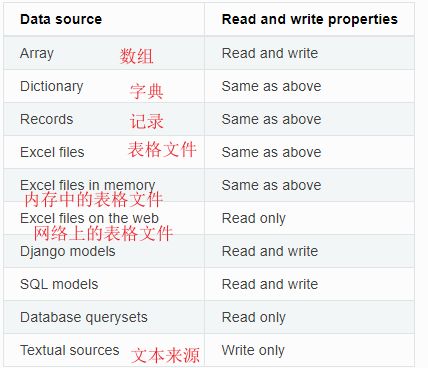 Data source Read and write properties
Array 数组 Read and write
Dictionary 字典 Same as above
Records 记录 Same as above
Excel files 表格文件 Same as above
Excel files in memory Same as above
内存中的表格文件
Excel files on the web Read only
网络上的表格文件
Django models Read and write
SQL models Read and write
Database querysets Read only
Textual sources 文本来源 Write only